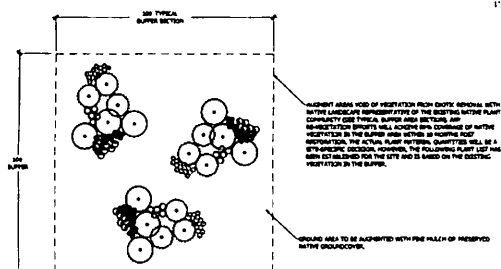 100 TYPICAL
BUFFER SECTION
100
BUFFER
AUGMENT AREAS VOID OF VEGETATION FROM EXOTIC REMOVAL WITH
NATIVE LANDSCAPE REPRESENTATIVE OF THE EXISTING NATIVE PLANT
COMMUNITY (SEE TYPICAL BUFFER AREA SECTION).
RE-VEGETATION EFFORTS WILL ACHIEVE 80% COVERAGE OF NATIVE
VEGETATION IN THE BUFFER AREA WITHIN MONTHS POST
RESTORATION. THE ACTUAL PLANT MATERIAL QUANTITIES WILL BE A
SITE-SPECIFIC DECISION. HOWEVER, THE FOLLOWING PLANT LIST HAS
BEEN ESTABLISHED FOR THE SITE AND IS BASED ON THE EXISTING
VEGETATION IN THE BUFFER.
GROUND AREA TO BE AUGMENTED WITH PINE MULCH OF PRESERVED
NATIVE GROUNDCOVER.